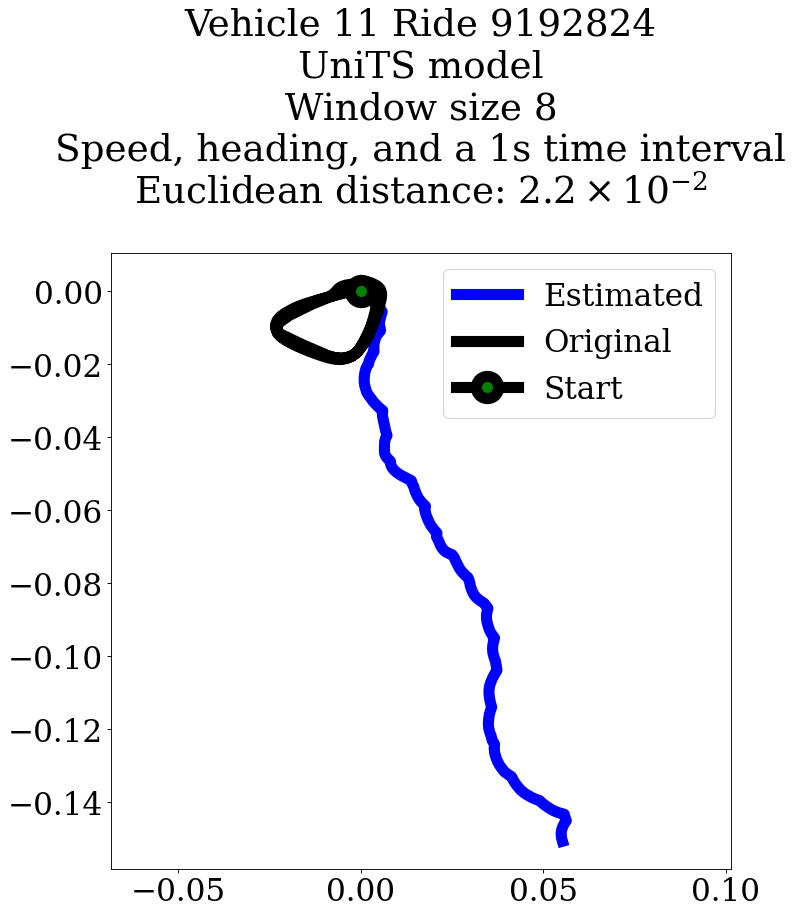 Vehicle 11 Ride 9192824
UniTS model
Window size 8
Speed, heading, and a 1s time interval
Euclidean distance: 2.2 × 10⁻²
Estimated
Original
Start
0.00
−0.02
−0.04
−0.06
−0.08
−0.10
−0.12
−0.14
−0.05 0.00 0.05 0.10